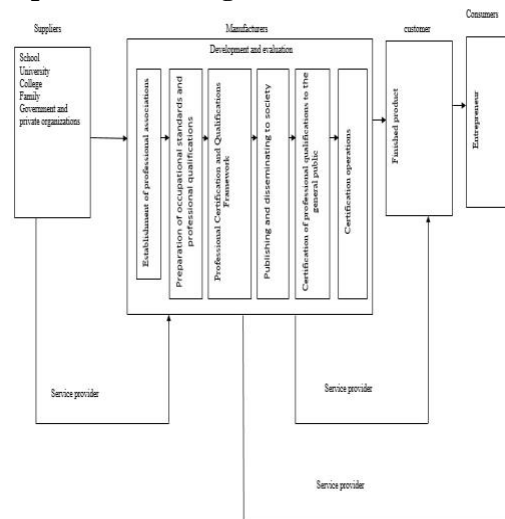 Suppliers
Manufacturers
customer
Consumers
School
University
College
Family
Government and
private organizations
Development and evaluation
Establishment of professional associations
Preparation of occupational standards and
professional qualifications
Professional Certification and Qualifications
Framework
Publishing and disseminating to society
Certification of professional qualifications to the
general public
Certification operations
Finished product
Entrepreneur
Service provider
Service provider
Service provider